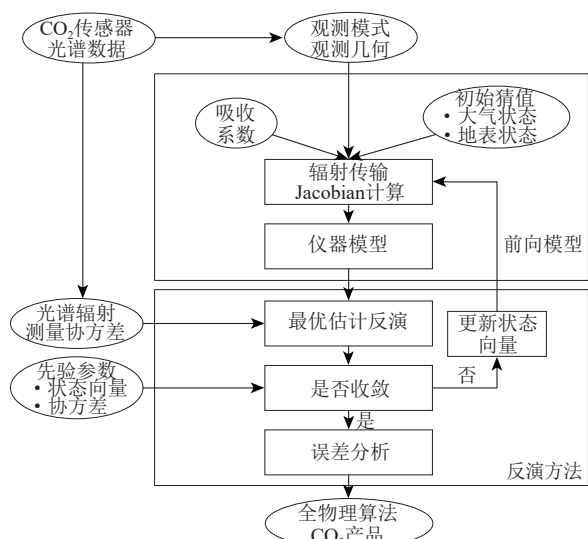 CO₂传感器
光谱数据
观测模式
观测几何
吸收
系数
初始猜值
• 大气状态
• 地表状态
辐射传输
Jacobian计算
仪器模型
前向模型
光谱辐射
测量协方差
最优估计反演
更新状态
向量
先验参数
• 状态向量
• 协方差
是否收敛
否
是
误差分析
反演方法
全物理算法
CO₂产品